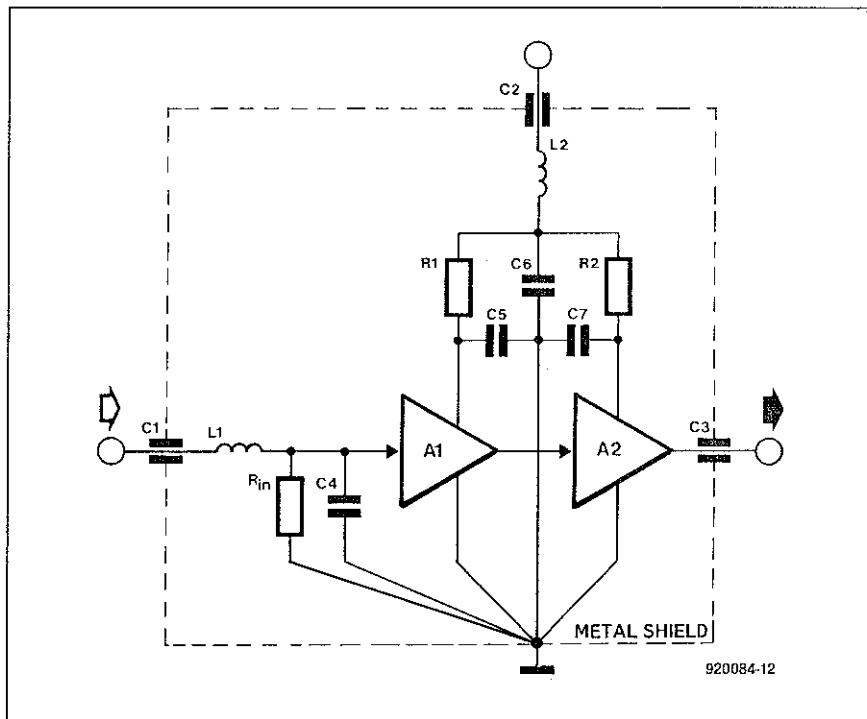 C2
L2
R1
C6
R2
C5
C7
C1
L1
A1
A2
C3
Rin
C4
METAL SHIELD
920084-12